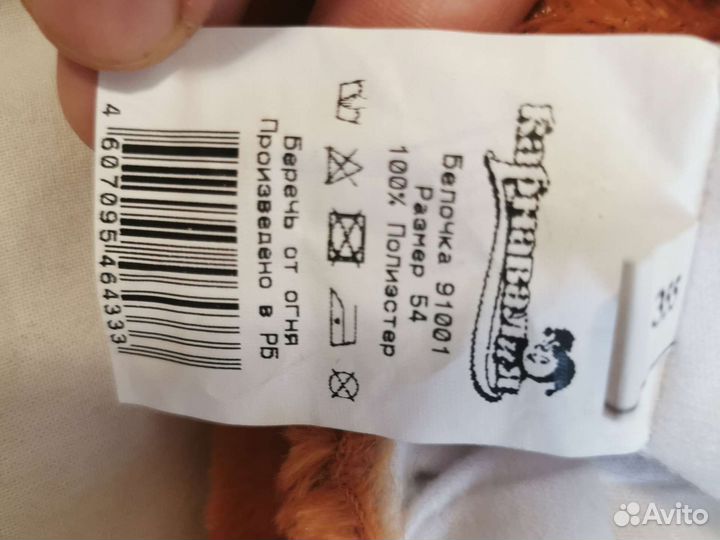 Карнавалия
Белочка 91001
Размер 54
100% Полиэстер
Беречь от огня
Произведено в РБ
4 607095 464333
Avito